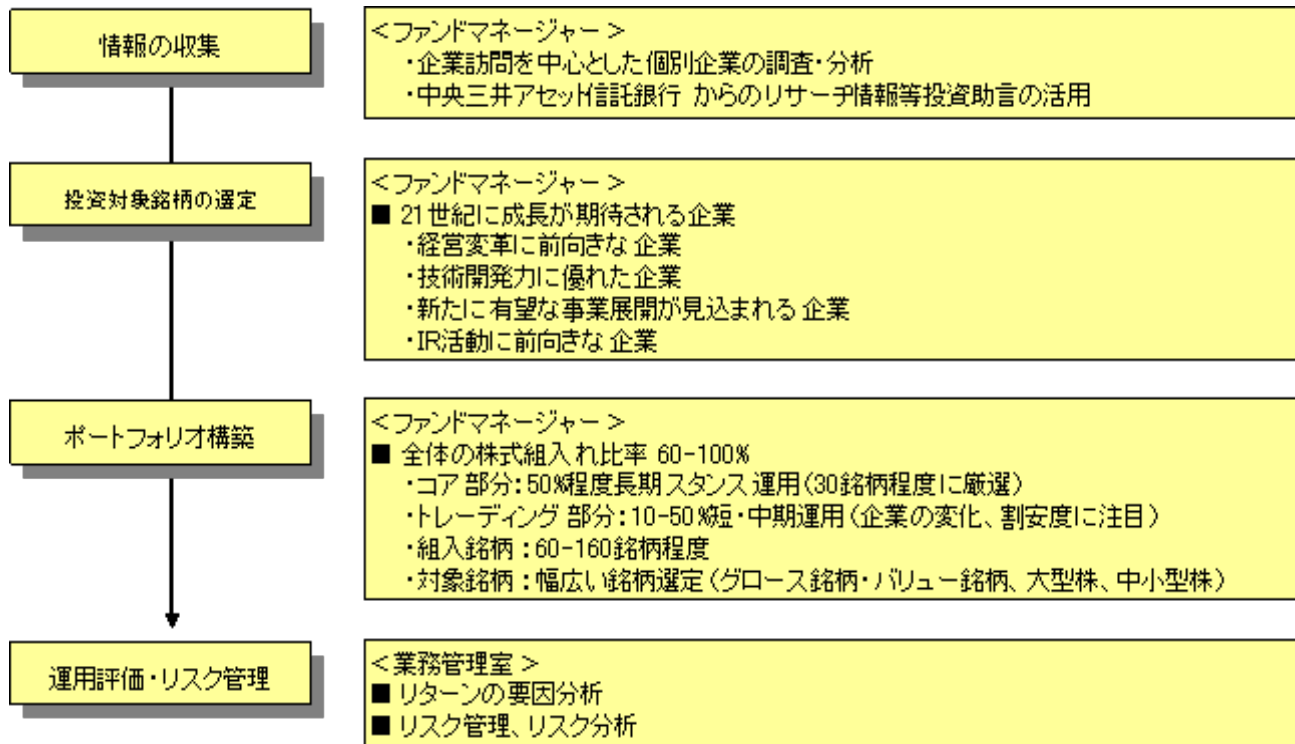 情報の収集
<ファンドマネージャー>
・企業訪問を中心とした個別企業の調査・分析
・中央三井アセット信託銀行 からのリサーチ情報等投資助言の活用
投資対象銘柄の選定
<ファンドマネージャー>
■ 21世紀に成長が期待される企業
・経営変革に前向きな 企業
・技術開発力に優れた企業
・新たに有望な事業展開が見込まれる 企業
・IR活動に前向きな 企業
ポートフォリオ構築
<ファンドマネージャー>
■ 全体の株式組入れ比率 60-100%
・コア 部分:50%程度長期 スタンス 運用(30銘柄程度に厳選)
・トレーディング 部分:10-50%短・中期運用(企業の変化、割安度に注目)
・組入銘柄:60-160銘柄程度
・対象銘柄:幅広い銘柄選定(グロース銘柄・バリュー銘柄、大型株、中小型株)
運用評価・リスク管理
<業務管理室>
■ リターンの要因分析
■ リスク管理、リスク分析